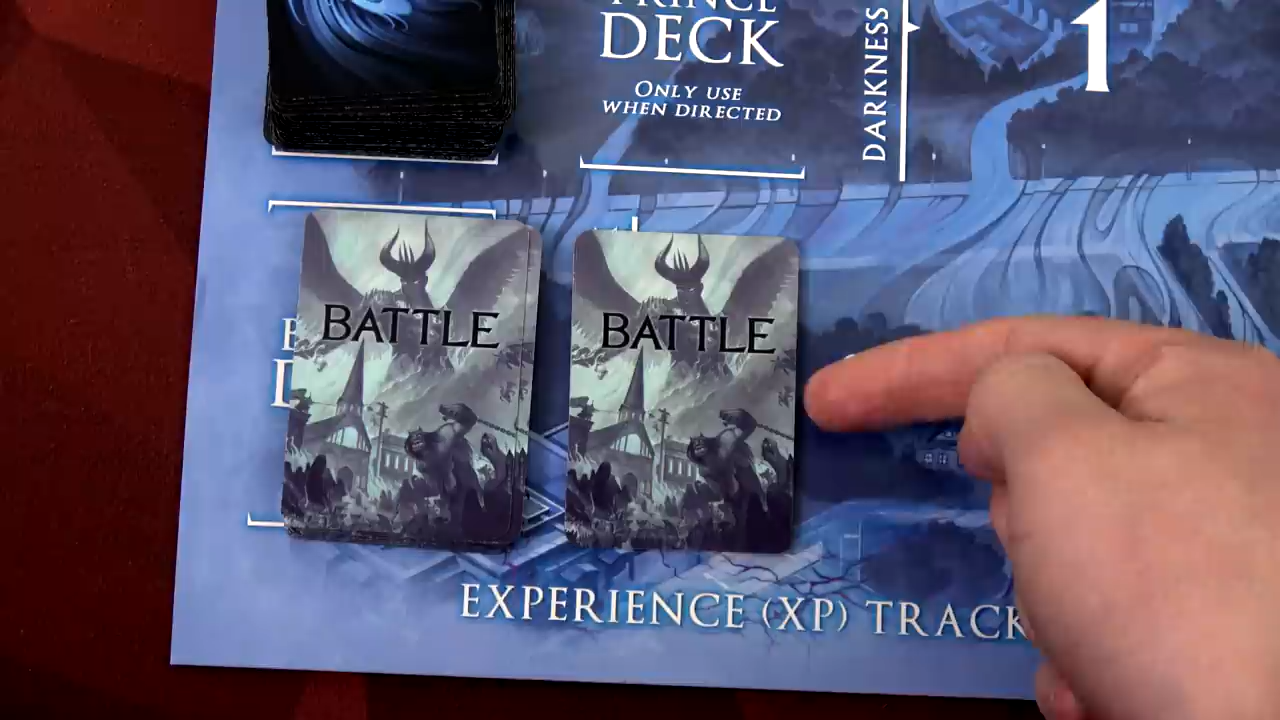 DECK
ONLY USE
WHEN DIRECTED
DARKNESS
1
BATTLE
BATTLE
EXPERIENCE (XP) TRACK